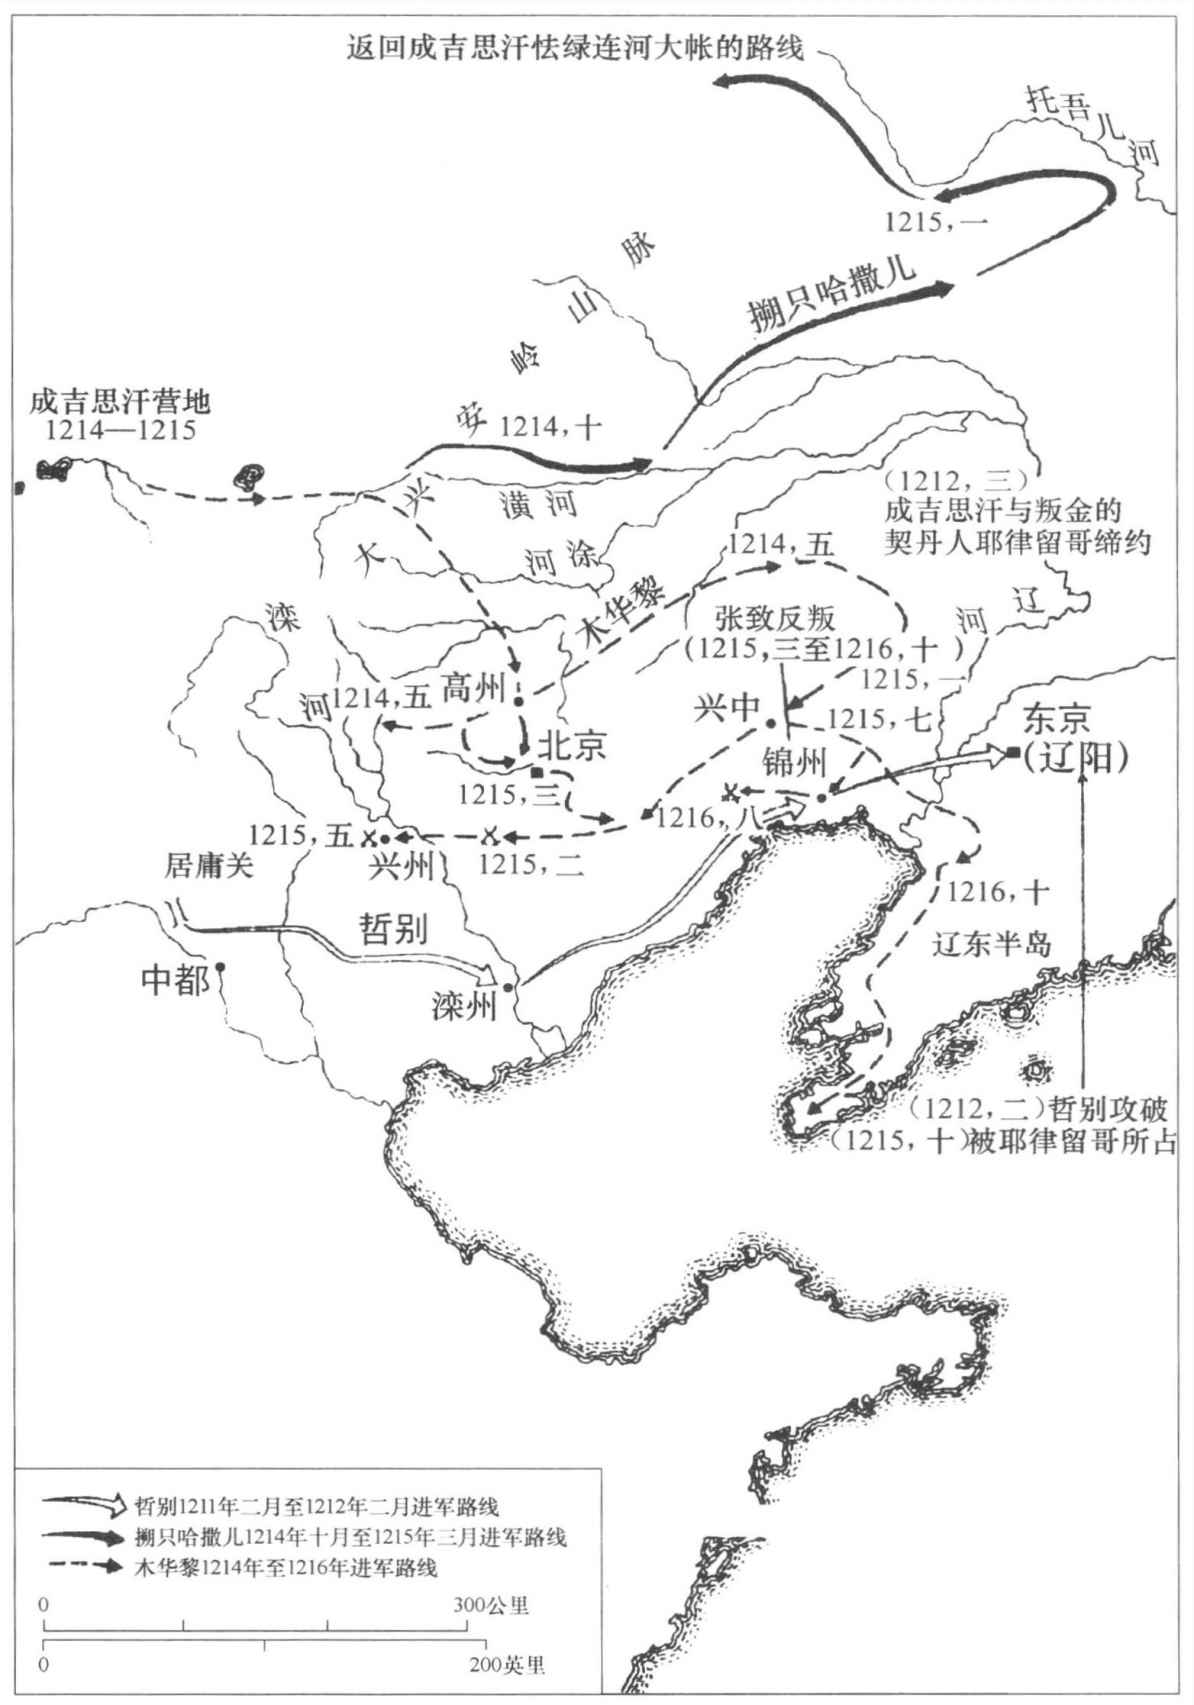 返回成吉思汗怯绿连河大帐的路线
托吾儿河
1215,一
搠只哈撒儿
大兴安岭山脉
成吉思汗营地
1214—1215
1214,十
潢河
(1212,三)
成吉思汗与叛金的
契丹人耶律留哥缔约
涂河
1214,五
木华黎
辽河
张致反叛
(1215,三至1216,十)
滦河
1214,五
高州
1215,一
兴中
1215,七
东京
(辽阳)
北京
锦州
1215,三
1216,八
1215,五
兴州
1215,二
居庸关
1216,十
哲别
辽东半岛
中都
滦州
(1212,二)哲别攻破
(1215,十)被耶律留哥所占
哲别1211年二月至1212年二月进军路线
搠只哈撒儿1214年十月至1215年三月进军路线
木华黎1214年至1216年进军路线
0 300公里
0 200英里